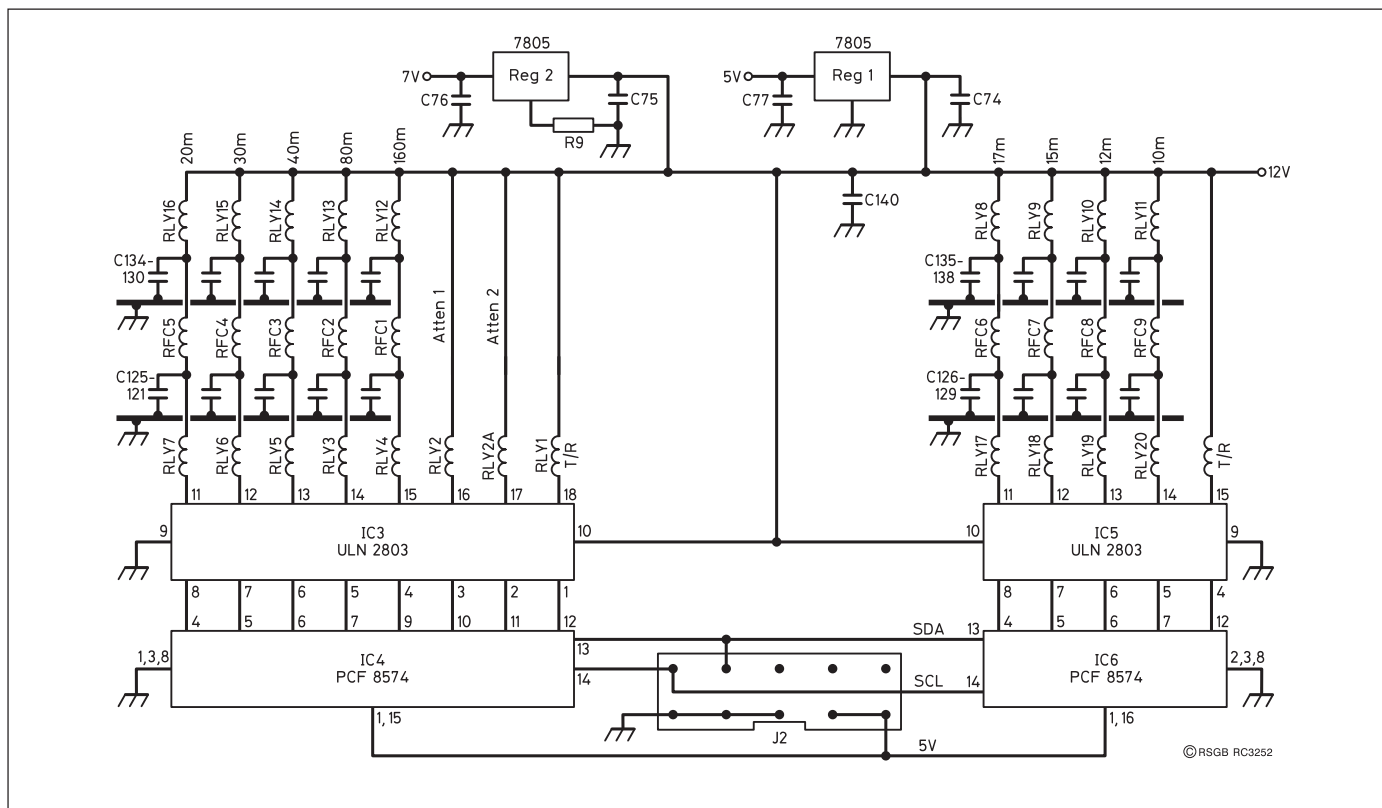 7805
7805
7V
Reg 2
5V
Reg 1
C76
C75
C77
C74
R9
20m
30m
40m
80m
160m
17m
15m
12m
10m
12V
C140
RLY16
RLY15
RLY14
RLY13
RLY12
RLY8
RLY9
RLY10
RLY11
C134-
130
C135-
138
Atten 1
Atten 2
RFC5
RFC4
RFC3
RFC2
RFC1
RFC6
RFC7
RFC8
RFC9
C125-
121
C126-
129
RLY7
RLY6
RLY5
RLY3
RLY4
RLY2
RLY2A
RLY1
T/R
RLY17
RLY18
RLY19
RLY20
T/R
11 12 13 14 15 16 17 18
11 12 13 14 15
9
IC3
ULN 2803
10
10
IC5
ULN 2803
9
8 7 6 5 4 3 2 1
8 7 6 5 4
4 5 6 7 9 10 11 12
4 5 6 7 12
13
SDA
13
1,3,8
IC4
PCF 8574
14
SCL
14
IC6
PCF 8574
2,3,8
1,15
J2
1,16
5V
©RSGB RC3252